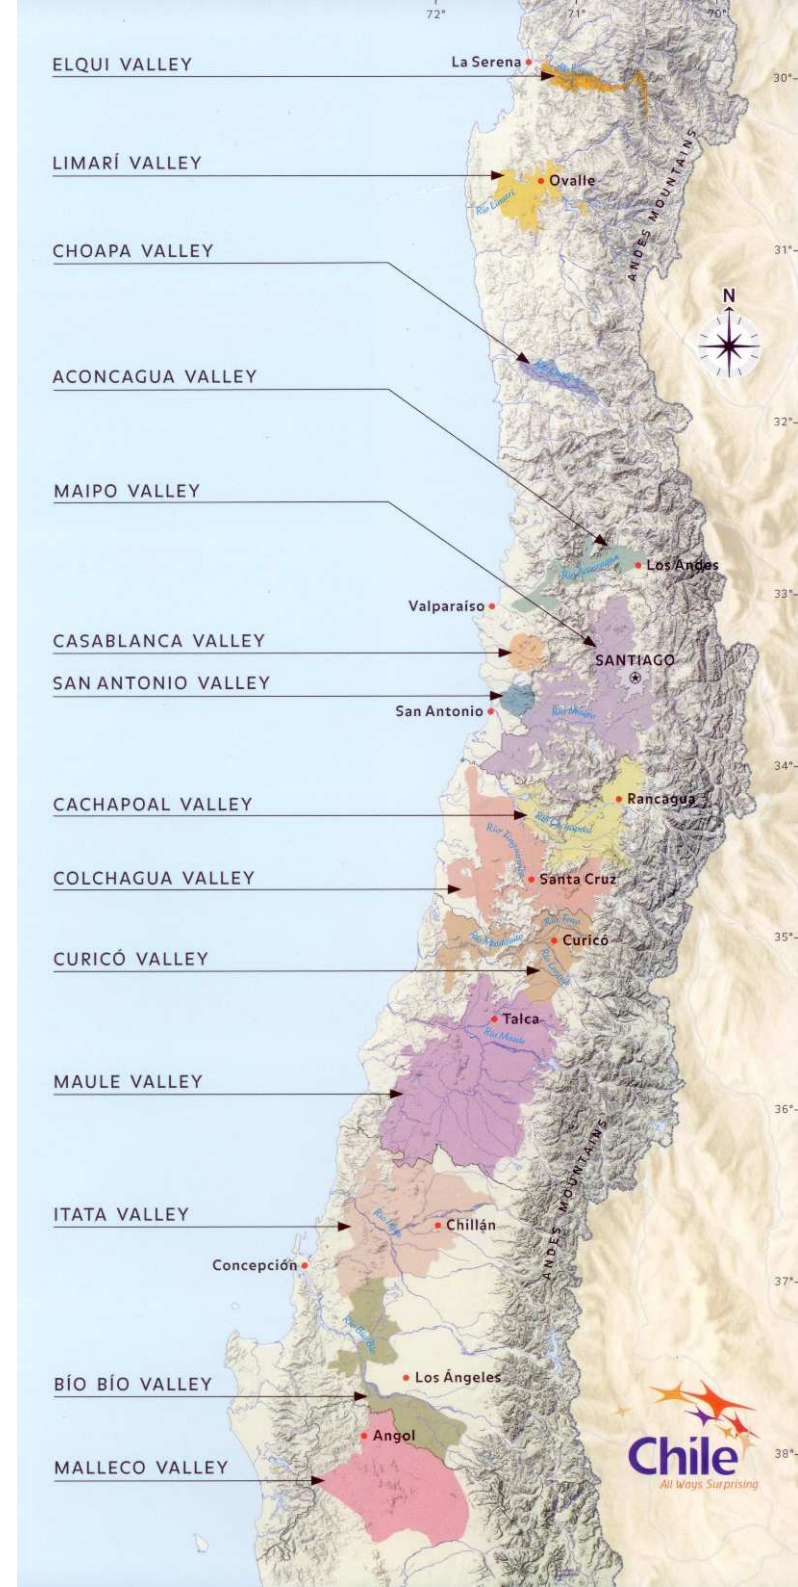 72°
71°
70°
ELQUI VALLEY
La Serena
30°
LIMARÍ VALLEY
Ovalle
Río Limarí
ANDES MOUNTAINS
CHOAPA VALLEY
31°
N
ACONCAGUA VALLEY
32°
MAIPO VALLEY
Los Andes
Río Aconcagua
33°
Valparaíso
CASABLANCA VALLEY
SANTIAGO
SAN ANTONIO VALLEY
San Antonio
Río Maipo
34°
CACHAPOAL VALLEY
Rancagua
Río Cachapoal
Río Tinguiririca
COLCHAGUA VALLEY
Santa Cruz
Río Teno
35°
Curicó
Río Mataquito
CURICÓ VALLEY
Río Lontué
Talca
Río Maule
MAULE VALLEY
36°
ANDES MOUNTAINS
ITATA VALLEY
Chillán
Concepción
37°
Río Bío Bío
Los Ángeles
BÍO BÍO VALLEY
Angol
MALLECO VALLEY
38°
Chile
All Ways Surprising